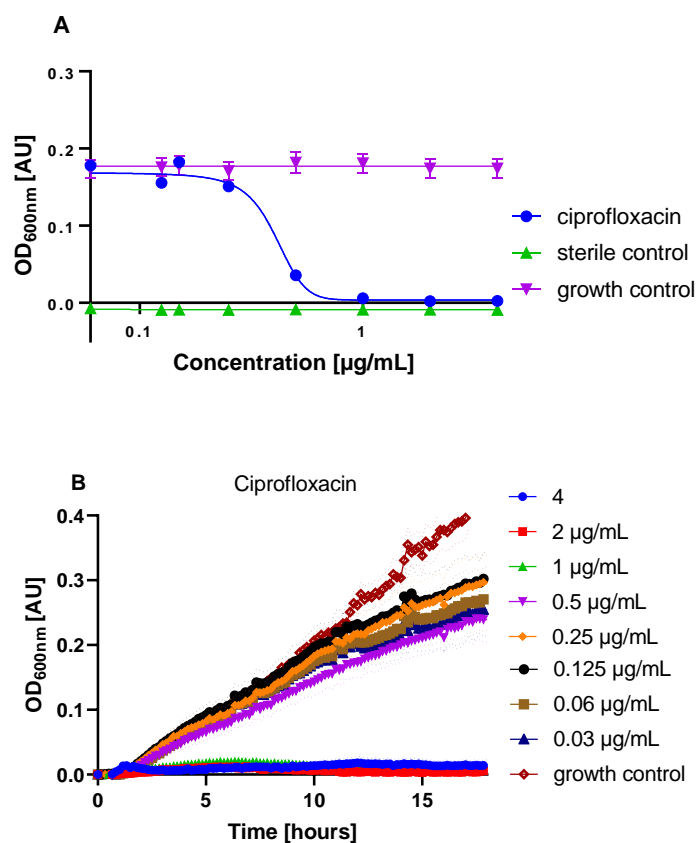 A
0.3
0.2
0.1
0.0
OD600nm [AU]
0.1
1
Concentration [µg/mL]
ciprofloxacin
sterile control
growth control
B
Ciprofloxacin
0.4
0.3
0.2
0.1
0.0
OD600nm [AU]
0
5
10
15
Time [hours]
4
2 µg/mL
1 µg/mL
0.5 µg/mL
0.25 µg/mL
0.125 µg/mL
0.06 µg/mL
0.03 µg/mL
growth control